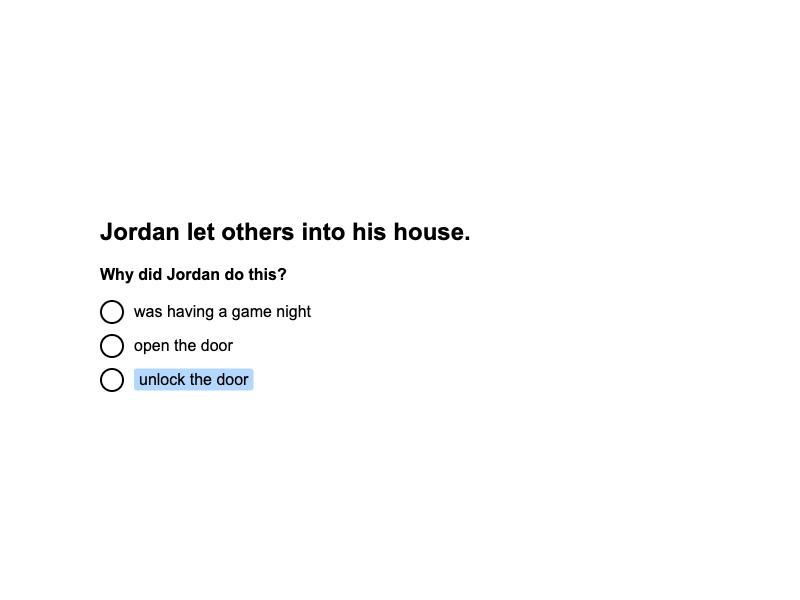 Jordan let others into his house.
Why did Jordan do this?
was having a game night
open the door
unlock the door